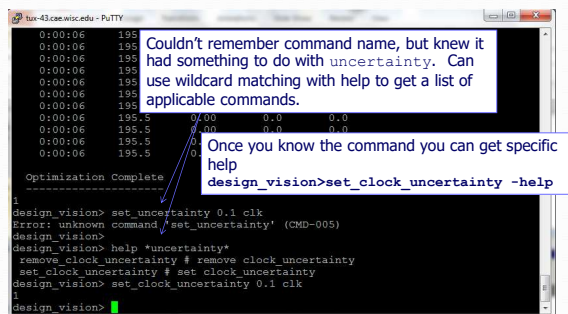 tux-43.cae.wisc.edu - PuTTY
0:00:06 195
0:00:06 195
0:00:06 195
0:00:06 195
0:00:06 195
0:00:06 195
0:00:06 195.5 0.00 0.0 0.0
0:00:06 195.5 0.00
0:00:06 195.5 0.
0:00:06 195.5 0.
Couldn't remember command name, but knew it
had something to do with uncertainty. Can
use wildcard matching with help to get a list of
applicable commands.
Once you know the command you can get specific
help
design_vision>set_clock_uncertainty -help
Optimization Complete
---------------------
1
design_vision> set_uncertainty 0.1 clk
Error: unknown command 'set_uncertainty' (CMD-005)
design_vision>
design_vision> help *uncertainty*
remove_clock_uncertainty # remove clock_uncertainty
set_clock_uncertainty # set clock_uncertainty
design_vision> set_clock_uncertainty 0.1 clk
1
design_vision>